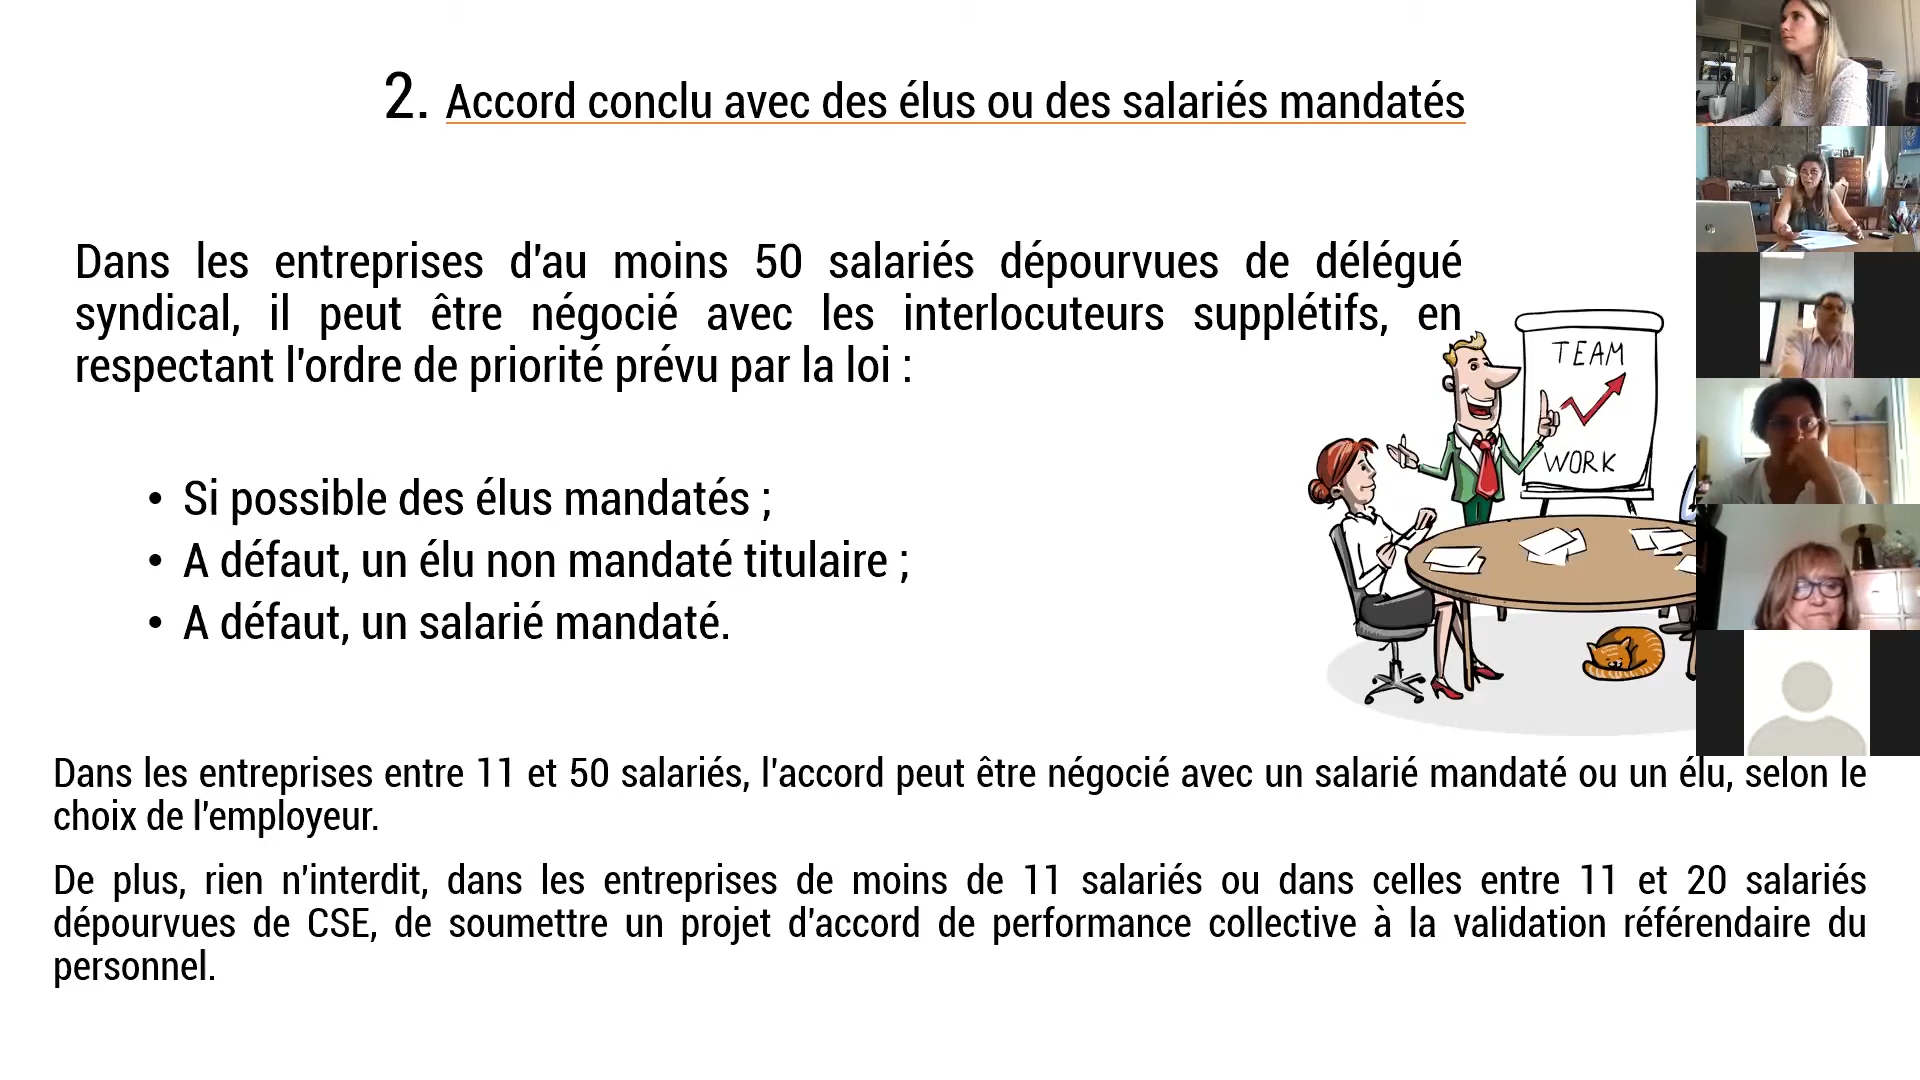 2. Accord conclu avec des élus ou des salariés mandatés
Dans les entreprises d'au moins 50 salariés dépourvues de délégué
syndical, il peut être négocié avec les interlocuteurs supplétifs, en
respectant l'ordre de priorité prévu par la loi :
• Si possible des élus mandatés ;
• A défaut, un élu non mandaté titulaire ;
• A défaut, un salarié mandaté.
TEAM
WORK
Dans les entreprises entre 11 et 50 salariés, l'accord peut être négocié avec un salarié mandaté ou un élu, selon le
choix de l'employeur.
De plus, rien n'interdit, dans les entreprises de moins de 11 salariés ou dans celles entre 11 et 20 salariés
dépourvues de CSE, de soumettre un projet d'accord de performance collective à la validation référendaire du
personnel.